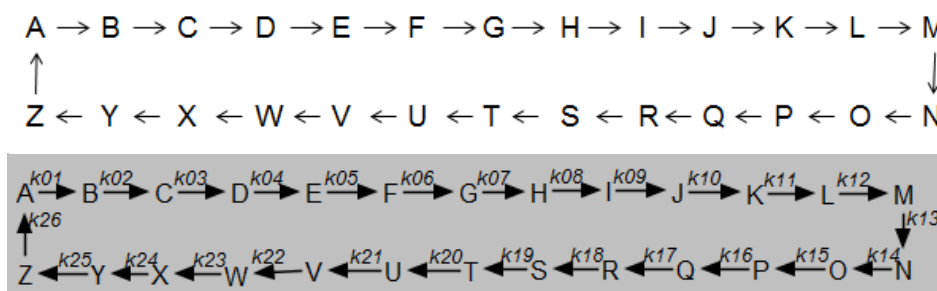 A → B → C → D → E → F → G → H → I → J → K → L → M
↑ ↓
Z ← Y ← X ← W ← V ← U ← T ← S ← R ← Q ← P ← O ← N
A k01 B k02 C k03 D k04 E k05 F k06 G k07 H k08 I k09 J k10 K k11 L k12 M
k26 k13
Z k25 Y k24 X k23 W k22 V k21 U k20 T k19 S k18 R k17 Q k16 P k15 O k14 N